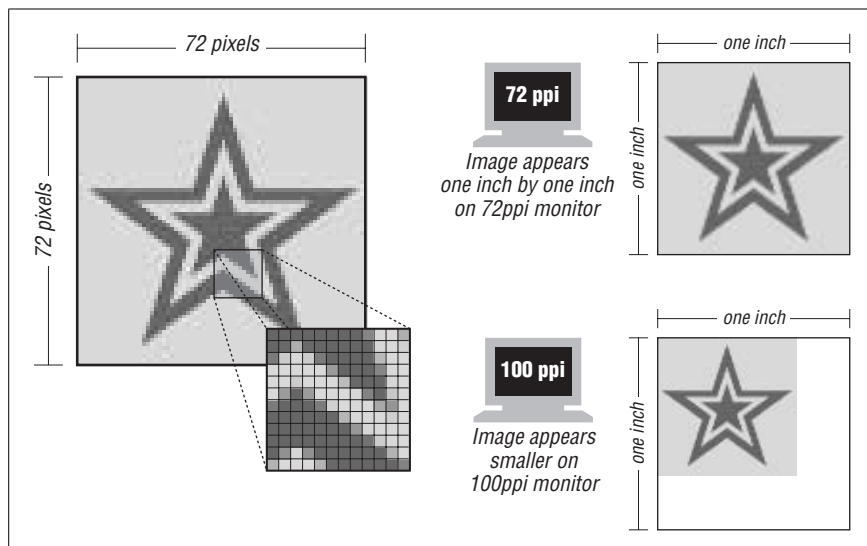 72 pixels
72 pixels
72 ppi
Image appears
one inch by one inch
on 72ppi monitor
one inch
one inch
100 ppi
Image appears
smaller on
100ppi monitor
one inch
one inch